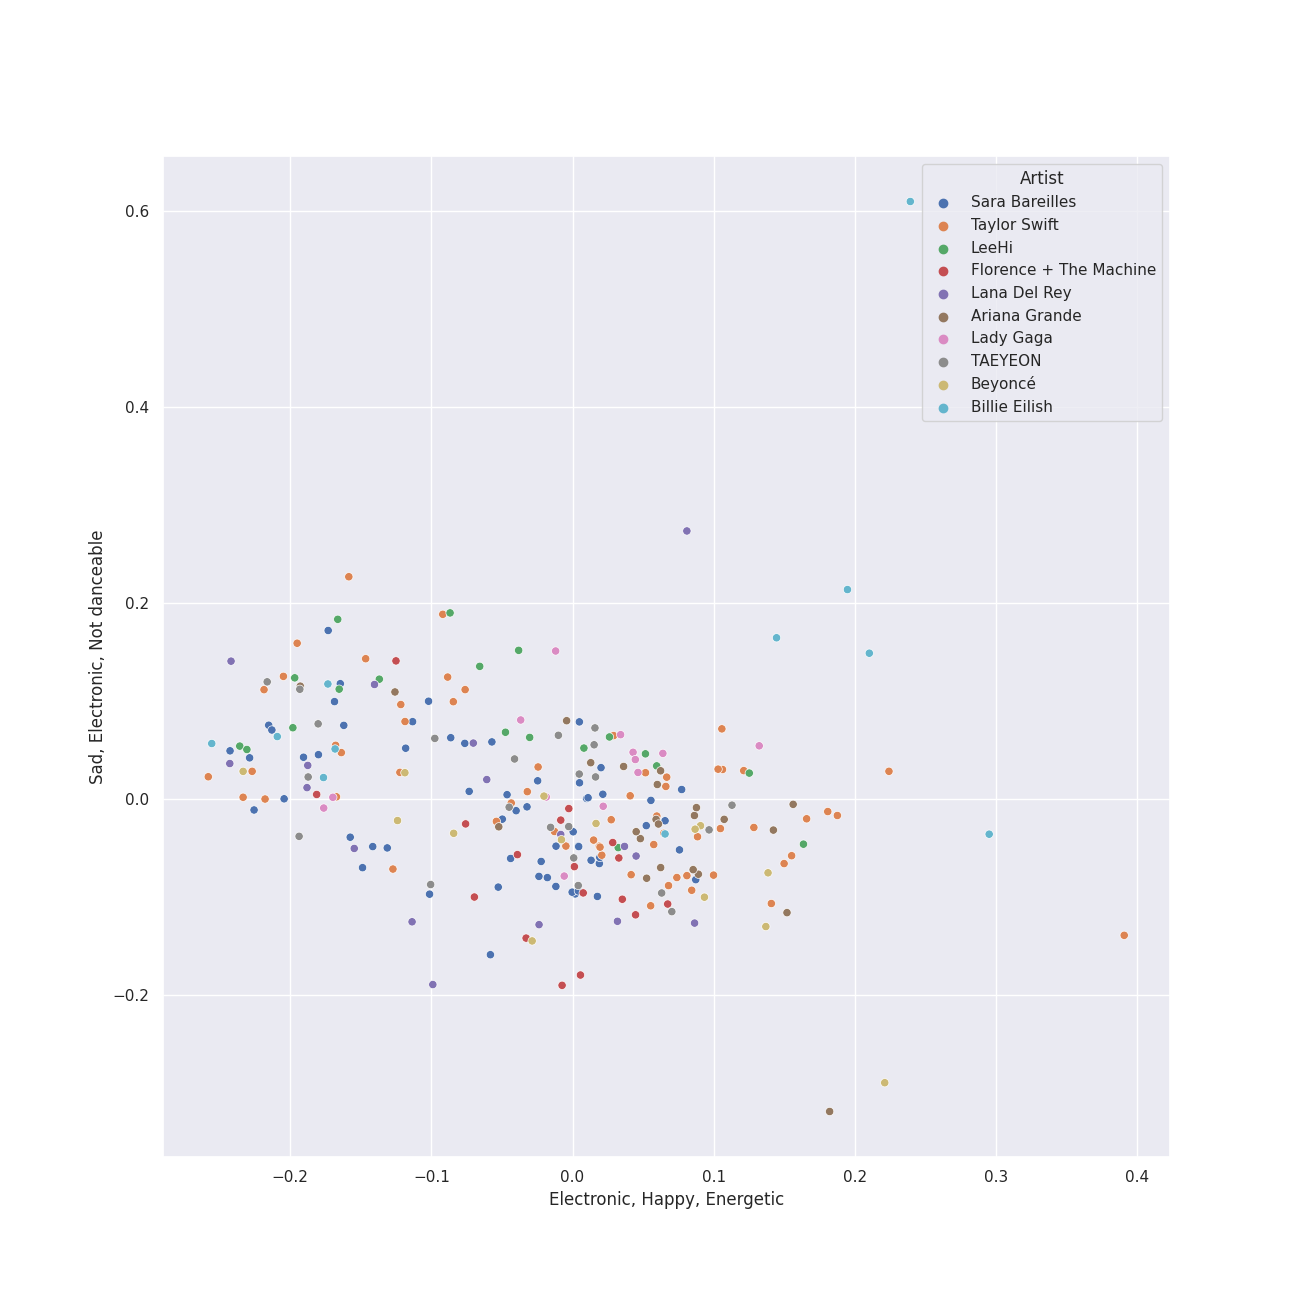 Artist
Sara Bareilles
Taylor Swift
LeeHi
Florence + The Machine
Lana Del Rey
Ariana Grande
Lady Gaga
TAEYEON
Beyoncé
Billie Eilish
0.6
0.4
0.2
0.0
−0.2
Sad, Electronic, Not danceable
−0.2 −0.1 0.0 0.1 0.2 0.3 0.4
Electronic, Happy, Energetic